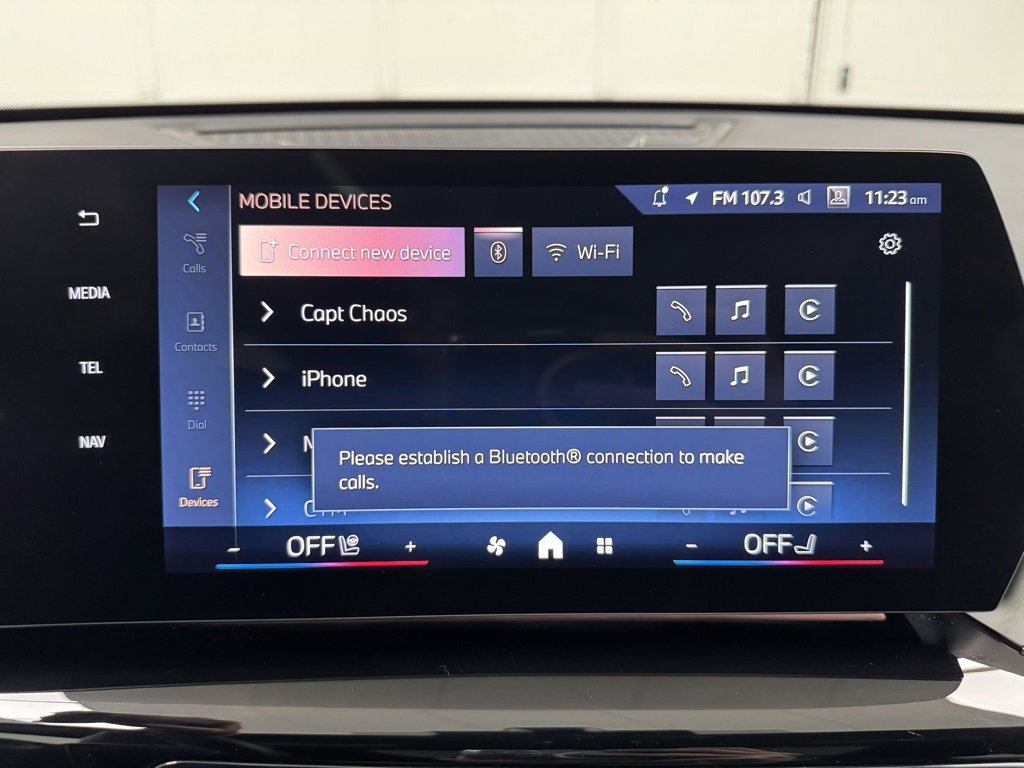 MOBILE DEVICES
FM 107.3
11:23 am
Connect new device
Wi-Fi
Calls
MEDIA
Capt Chaos
Contacts
TEL
iPhone
Dial
NAV
Please establish a Bluetooth® connection to make
calls.
Devices
- OFF +
- OFF +